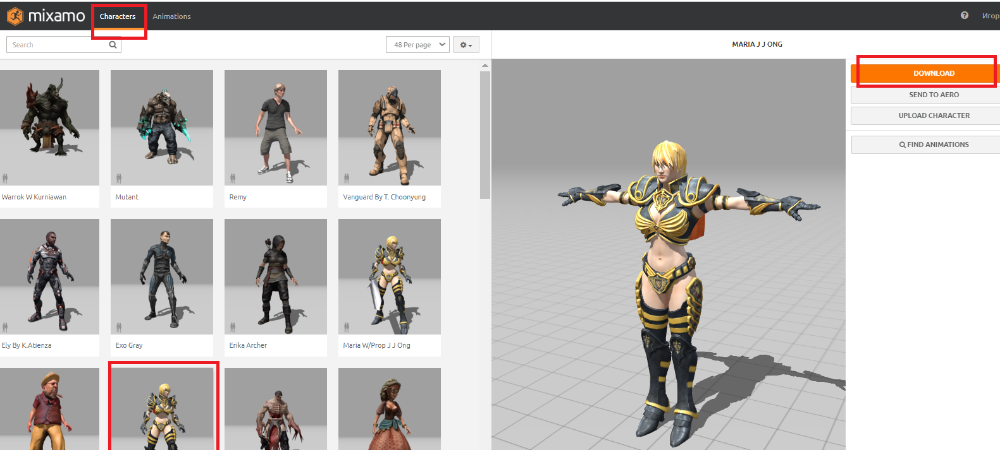 mixamo
Characters
Animations
Игор
Search
48 Per page
MARIA J J ONG
DOWNLOAD
SEND TO AERO
UPLOAD CHARACTER
FIND ANIMATIONS
Warrok W Kurniawan
Mutant
Remy
Vanguard By T. Choonyung
Ely By K.Atienza
Exo Gray
Erika Archer
Maria W/Prop J J Ong